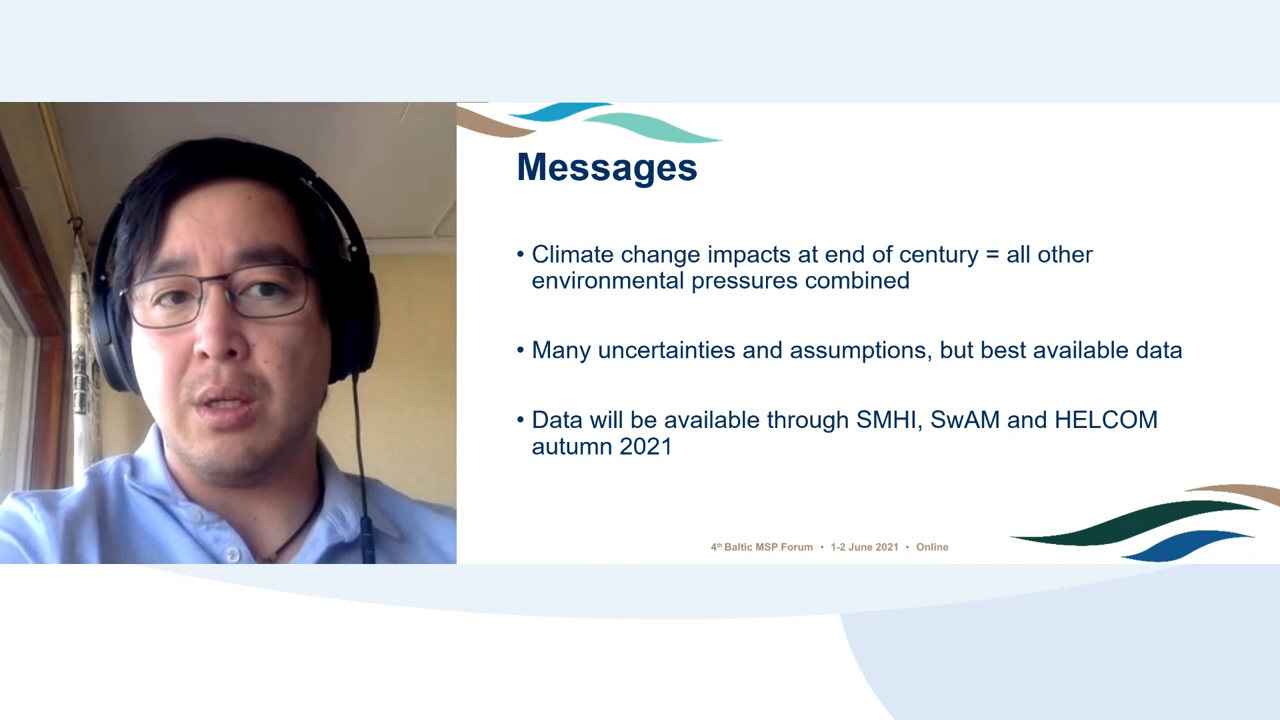 Messages
• Climate change impacts at end of century = all other
environmental pressures combined
• Many uncertainties and assumptions, but best available data
• Data will be available through SMHI, SwAM and HELCOM
autumn 2021
4th Baltic MSP Forum • 1-2 June 2021 • Online